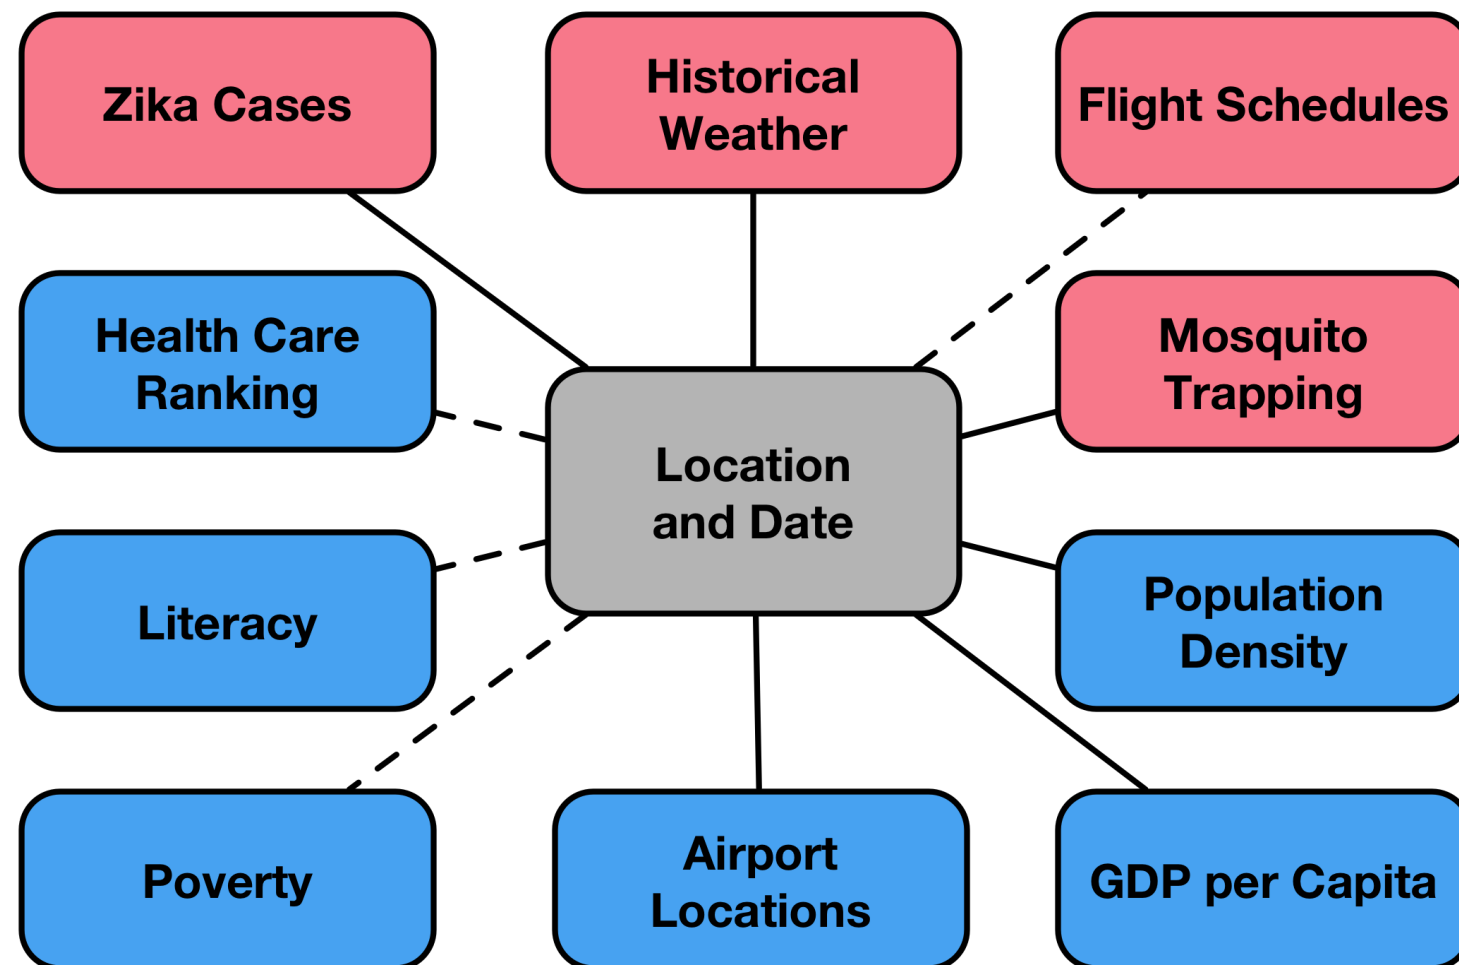 Zika Cases
Historical
Weather
Flight Schedules
Health Care
Ranking
Mosquito
Trapping
Location
and Date
Literacy
Population
Density
Poverty
Airport
Locations
GDP per Capita